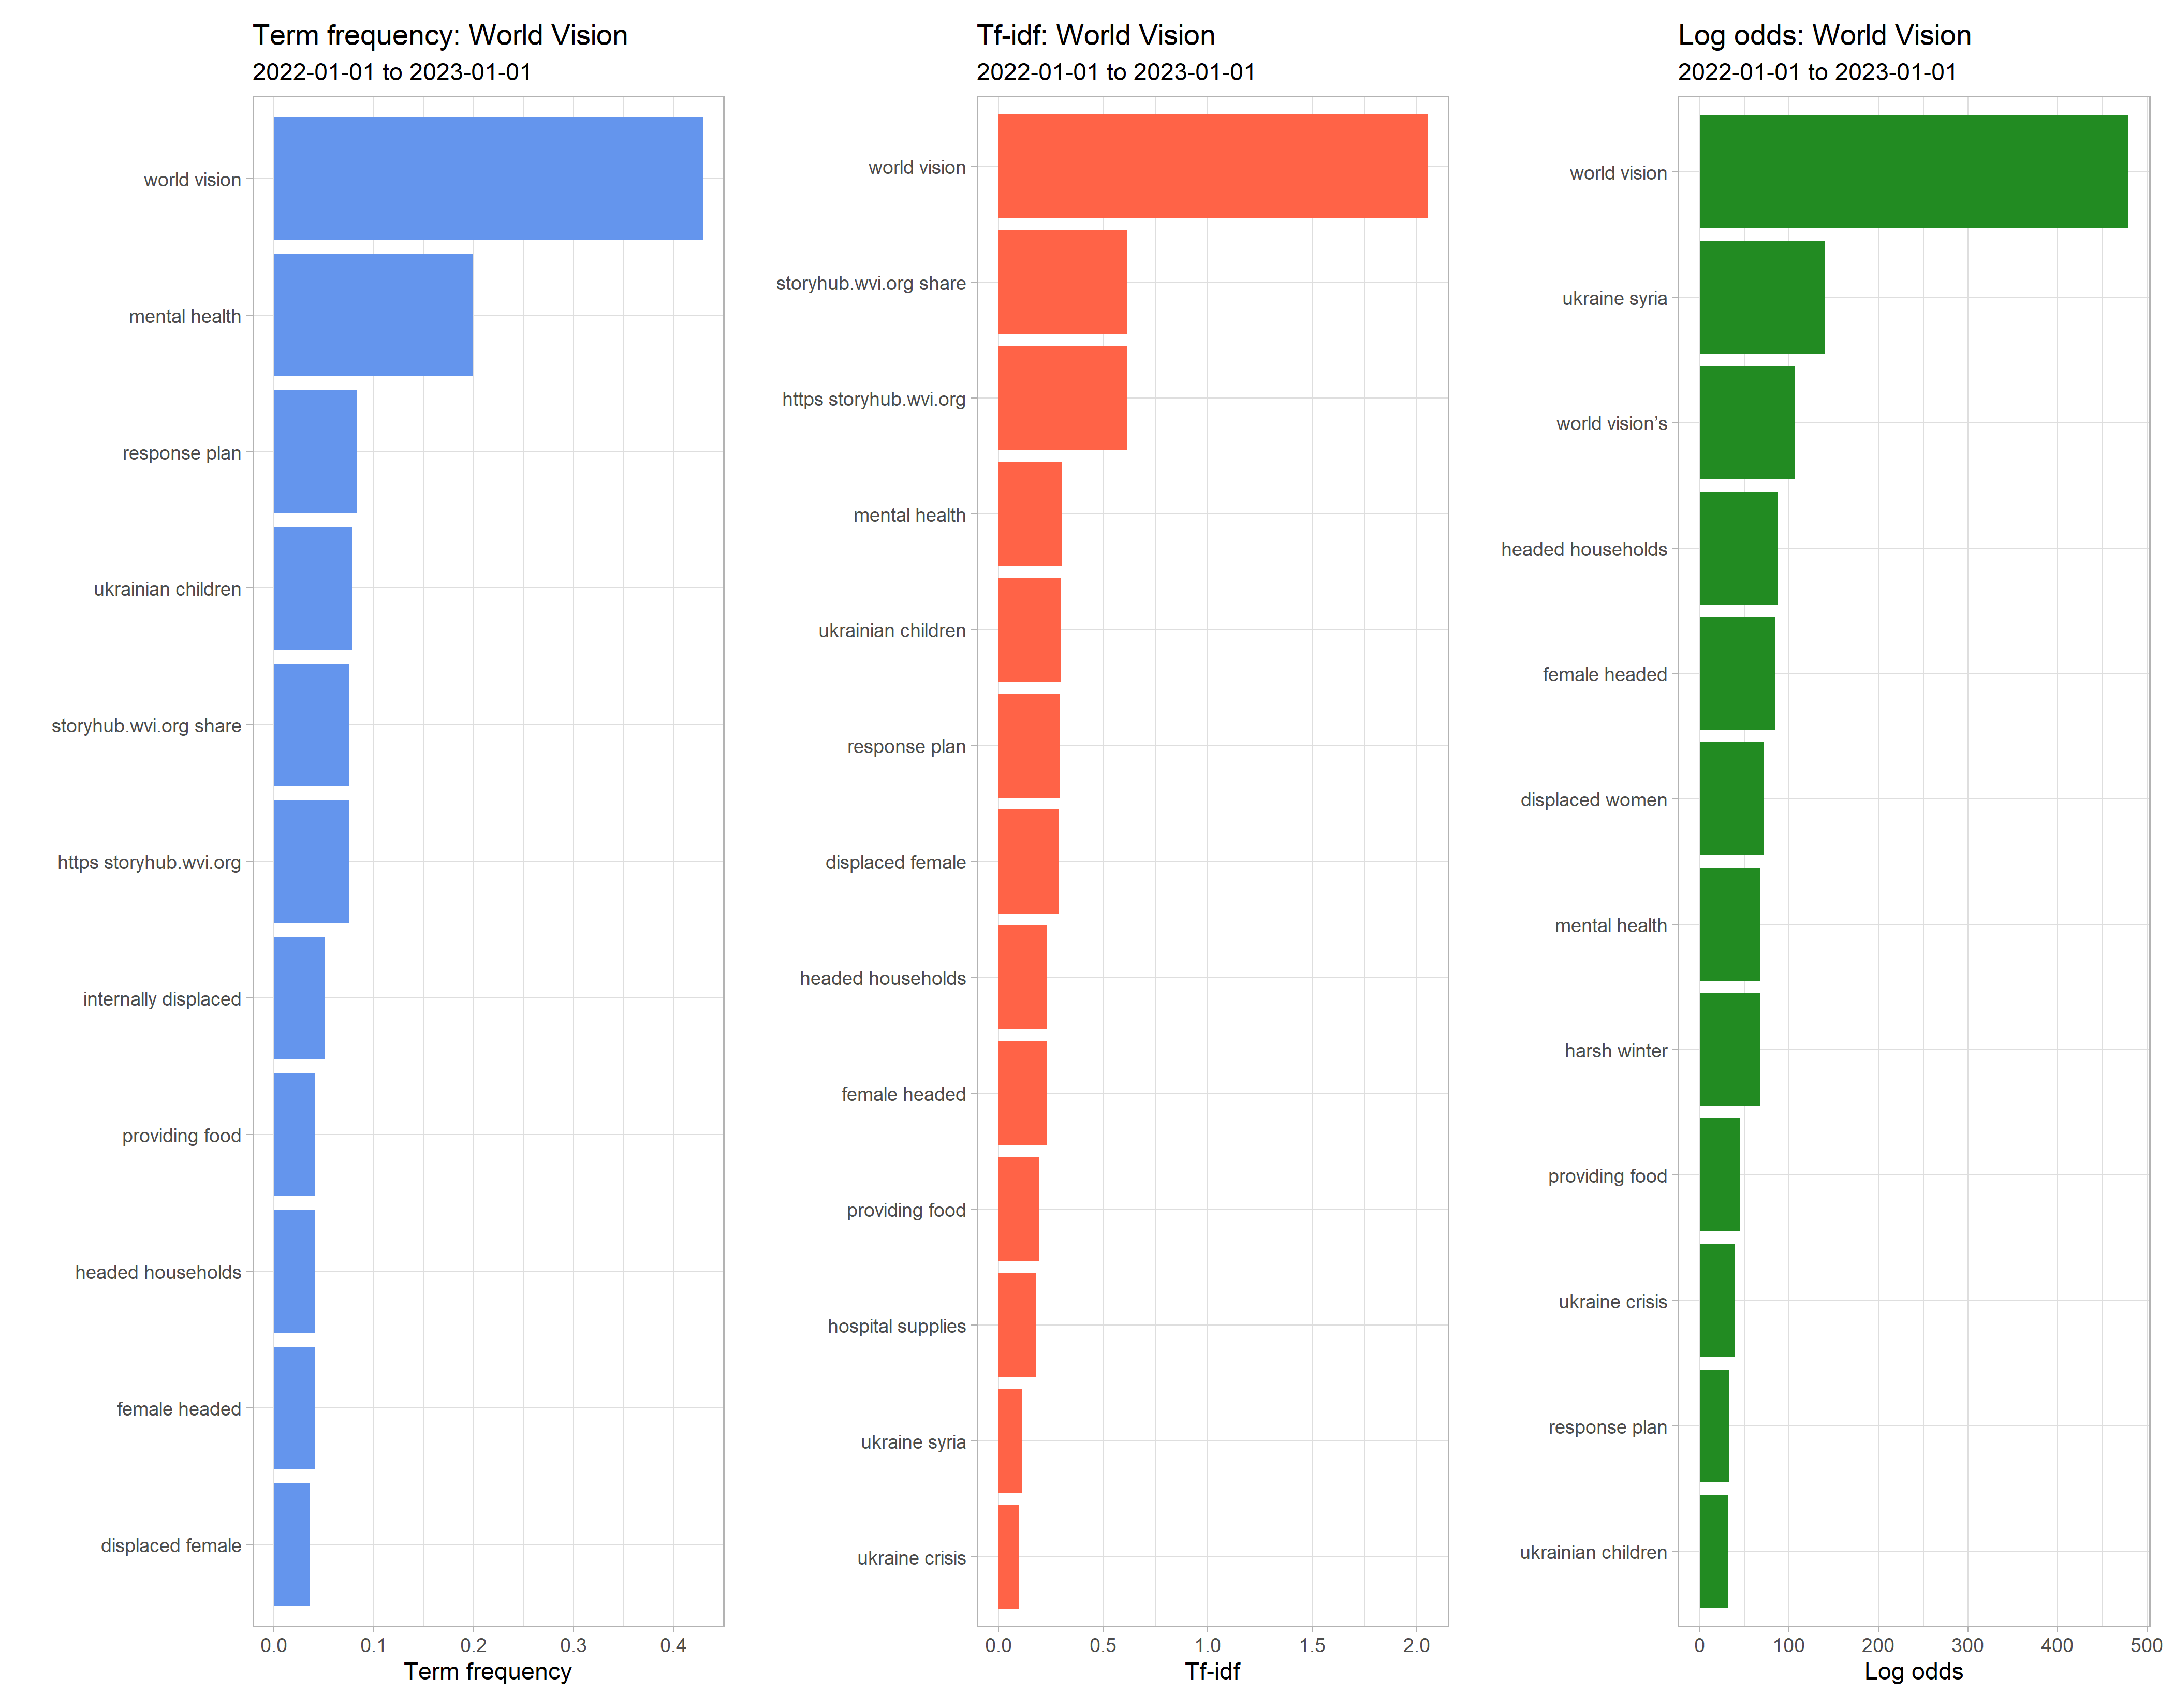 Term frequency: World Vision
2022-01-01 to 2023-01-01
world vision
mental health
response plan
ukrainian children
storyhub.wvi.org share
https storyhub.wvi.org
internally displaced
providing food
headed households
female headed
displaced female
0.0 0.1 0.2 0.3 0.4
Term frequency
Tf-idf: World Vision
2022-01-01 to 2023-01-01
world vision
storyhub.wvi.org share
https storyhub.wvi.org
mental health
ukrainian children
response plan
displaced female
headed households
female headed
providing food
hospital supplies
ukraine syria
ukraine crisis
0.0 0.5 1.0 1.5 2.0
Tf-idf
Log odds: World Vision
2022-01-01 to 2023-01-01
world vision
ukraine syria
world vision’s
headed households
female headed
displaced women
mental health
harsh winter
providing food
ukraine crisis
response plan
ukrainian children
0 100 200 300 400 500
Log odds